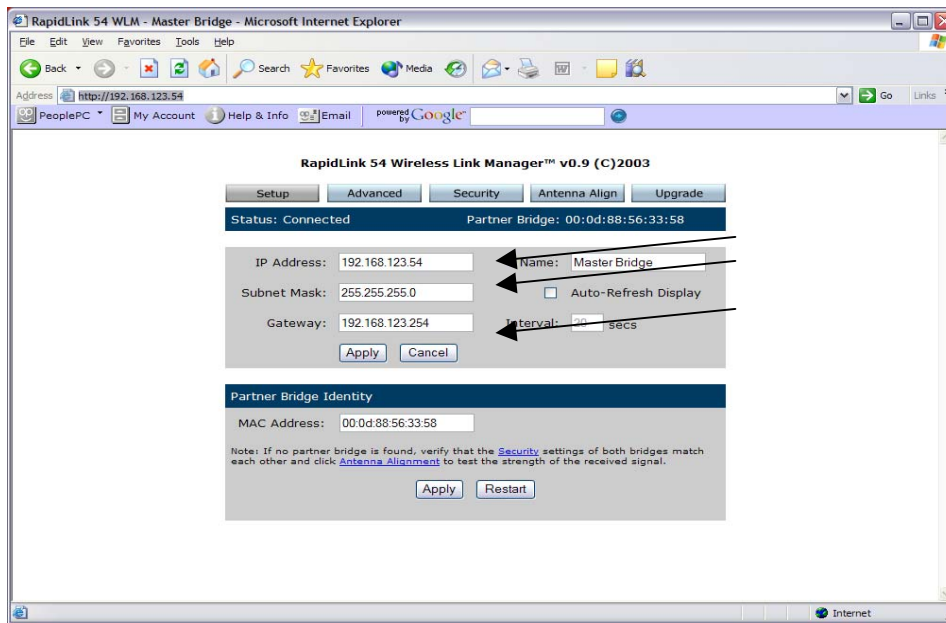 RapidLink 54 WLM - Master Bridge - Microsoft Internet Explorer
File Edit View Favorites Tools Help
Back Search Favorites Media
Address http://192.168.123.54 Go Links
PeoplePC My Account Help & Info Email powered by Google™
RapidLink 54 Wireless Link Manager™ v0.9 (C)2003
Setup Advanced Security Antenna Align Upgrade
Status: Connected Partner Bridge: 00:0d:88:56:33:58
IP Address: 192.168.123.54 Name: Master Bridge
Subnet Mask: 255.255.255.0 Auto-Refresh Display
Gateway: 192.168.123.254 Interval: 20 secs
Apply Cancel
Partner Bridge Identity
MAC Address: 00:0d:88:56:33:58
Note: If no partner bridge is found, verify that the Security settings of both bridges match
each other and click Antenna Alignment to test the strength of the received signal.
Apply Restart
Internet